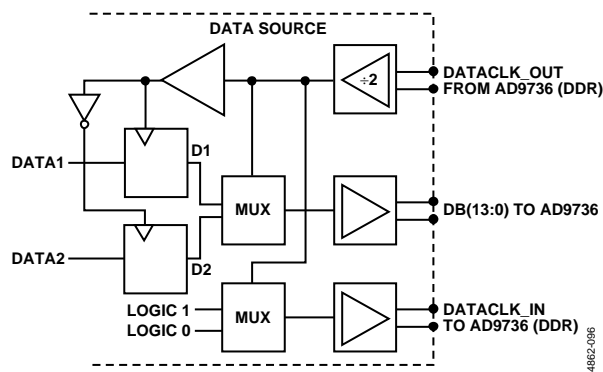 DATA SOURCE
÷2
DATACLK_OUT
FROM AD9736 (DDR)
DATA1
D1
MUX
DB(13:0) TO AD9736
DATA2
D2
LOGIC 1
LOGIC 0
MUX
DATACLK_IN
TO AD9736 (DDR)
4862-096